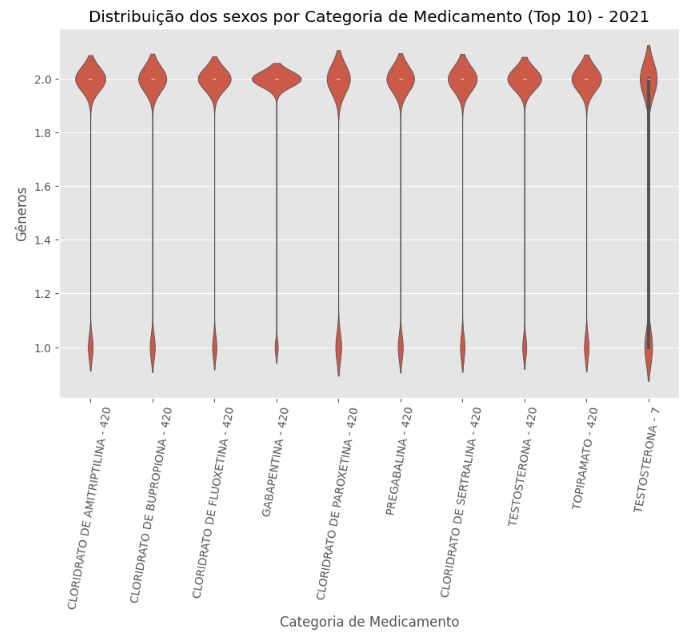 Distribuição dos sexos por Categoria de Medicamento (Top 10) - 2021
Gêneros
2.0
1.8
1.6
1.4
1.2
1.0
CLORIDRATO DE AMITRIPTILINA - 420
CLORIDRATO DE BUPROPIONA - 420
CLORIDRATO DE FLUOXETINA - 420
GABAPENTINA - 420
CLORIDRATO DE PAROXETINA - 420
PREGABALINA - 420
CLORIDRATO DE SERTRALINA - 420
TESTOSTERONA - 420
TOPIRAMATO - 420
TESTOSTERONA - 7
Categoria de Medicamento